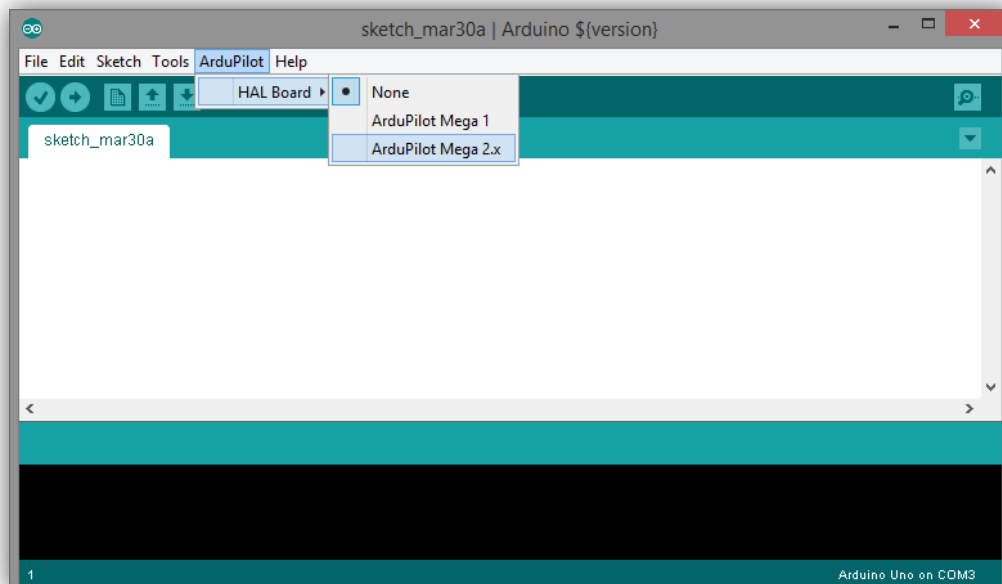 sketch_mar30a | Arduino ${version}
File Edit Sketch Tools ArduPilot Help
HAL Board
None
ArduPilot Mega 1
ArduPilot Mega 2.x
sketch_mar30a
1
Arduino Uno on COM3